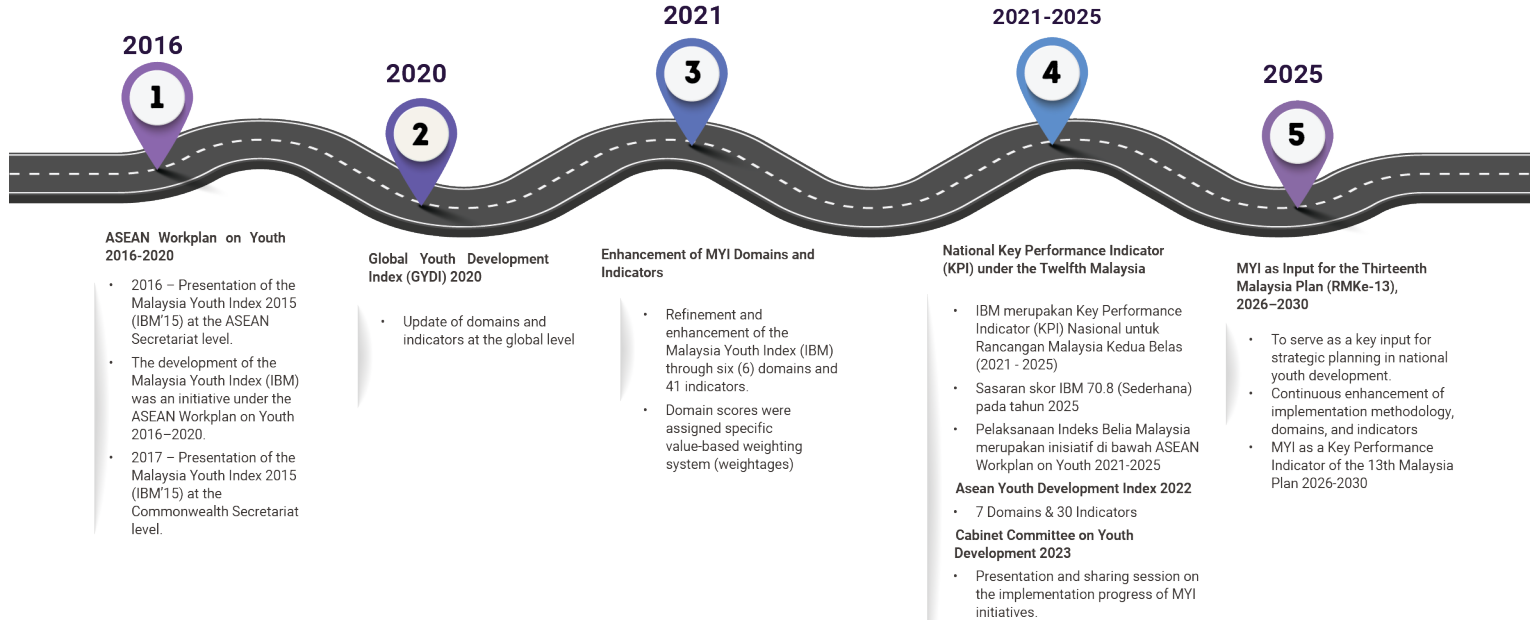 2016
1
ASEAN Workplan on Youth
2016-2020
• 2016 – Presentation of the
Malaysia Youth Index 2015
(IBM'15) at the ASEAN
Secretariat level.
• The development of the
Malaysia Youth Index (IBM)
was an initiative under the
ASEAN Workplan on Youth
2016–2020.
• 2017 – Presentation of the
Malaysia Youth Index 2015
(IBM'15) at the
Commonwealth Secretariat
level.
2020
2
Global Youth Development
Index (GYDI) 2020
• Update of domains and
indicators at the global level
2021
3
Enhancement of MYI Domains and
Indicators
• Refinement and
enhancement of the
Malaysia Youth Index (IBM)
through six (6) domains and
41 indicators.
• Domain scores were
assigned specific
value-based weighting
system (weightages)
2021-2025
4
National Key Performance Indicator
(KPI) under the Twelfth Malaysia
• IBM merupakan Key Performance
Indicator (KPI) Nasional untuk
Rancangan Malaysia Kedua Belas
(2021 - 2025)
• Sasaran skor IBM 70.8 (Sederhana)
pada tahun 2025
• Pelaksanaan Indeks Belia Malaysia
merupakan inisiatif di bawah ASEAN
Workplan on Youth 2021-2025
Asean Youth Development Index 2022
• 7 Domains & 30 Indicators
Cabinet Committee on Youth
Development 2023
• Presentation and sharing session on
the implementation progress of MYI
initiatives.
2025
5
MYI as Input for the Thirteenth
Malaysia Plan (RMKe-13),
2026–2030
• To serve as a key input for
strategic planning in national
youth development.
• Continuous enhancement of
implementation methodology,
domains, and indicators
• MYI as a Key Performance
Indicator of the 13th Malaysia
Plan 2026-2030